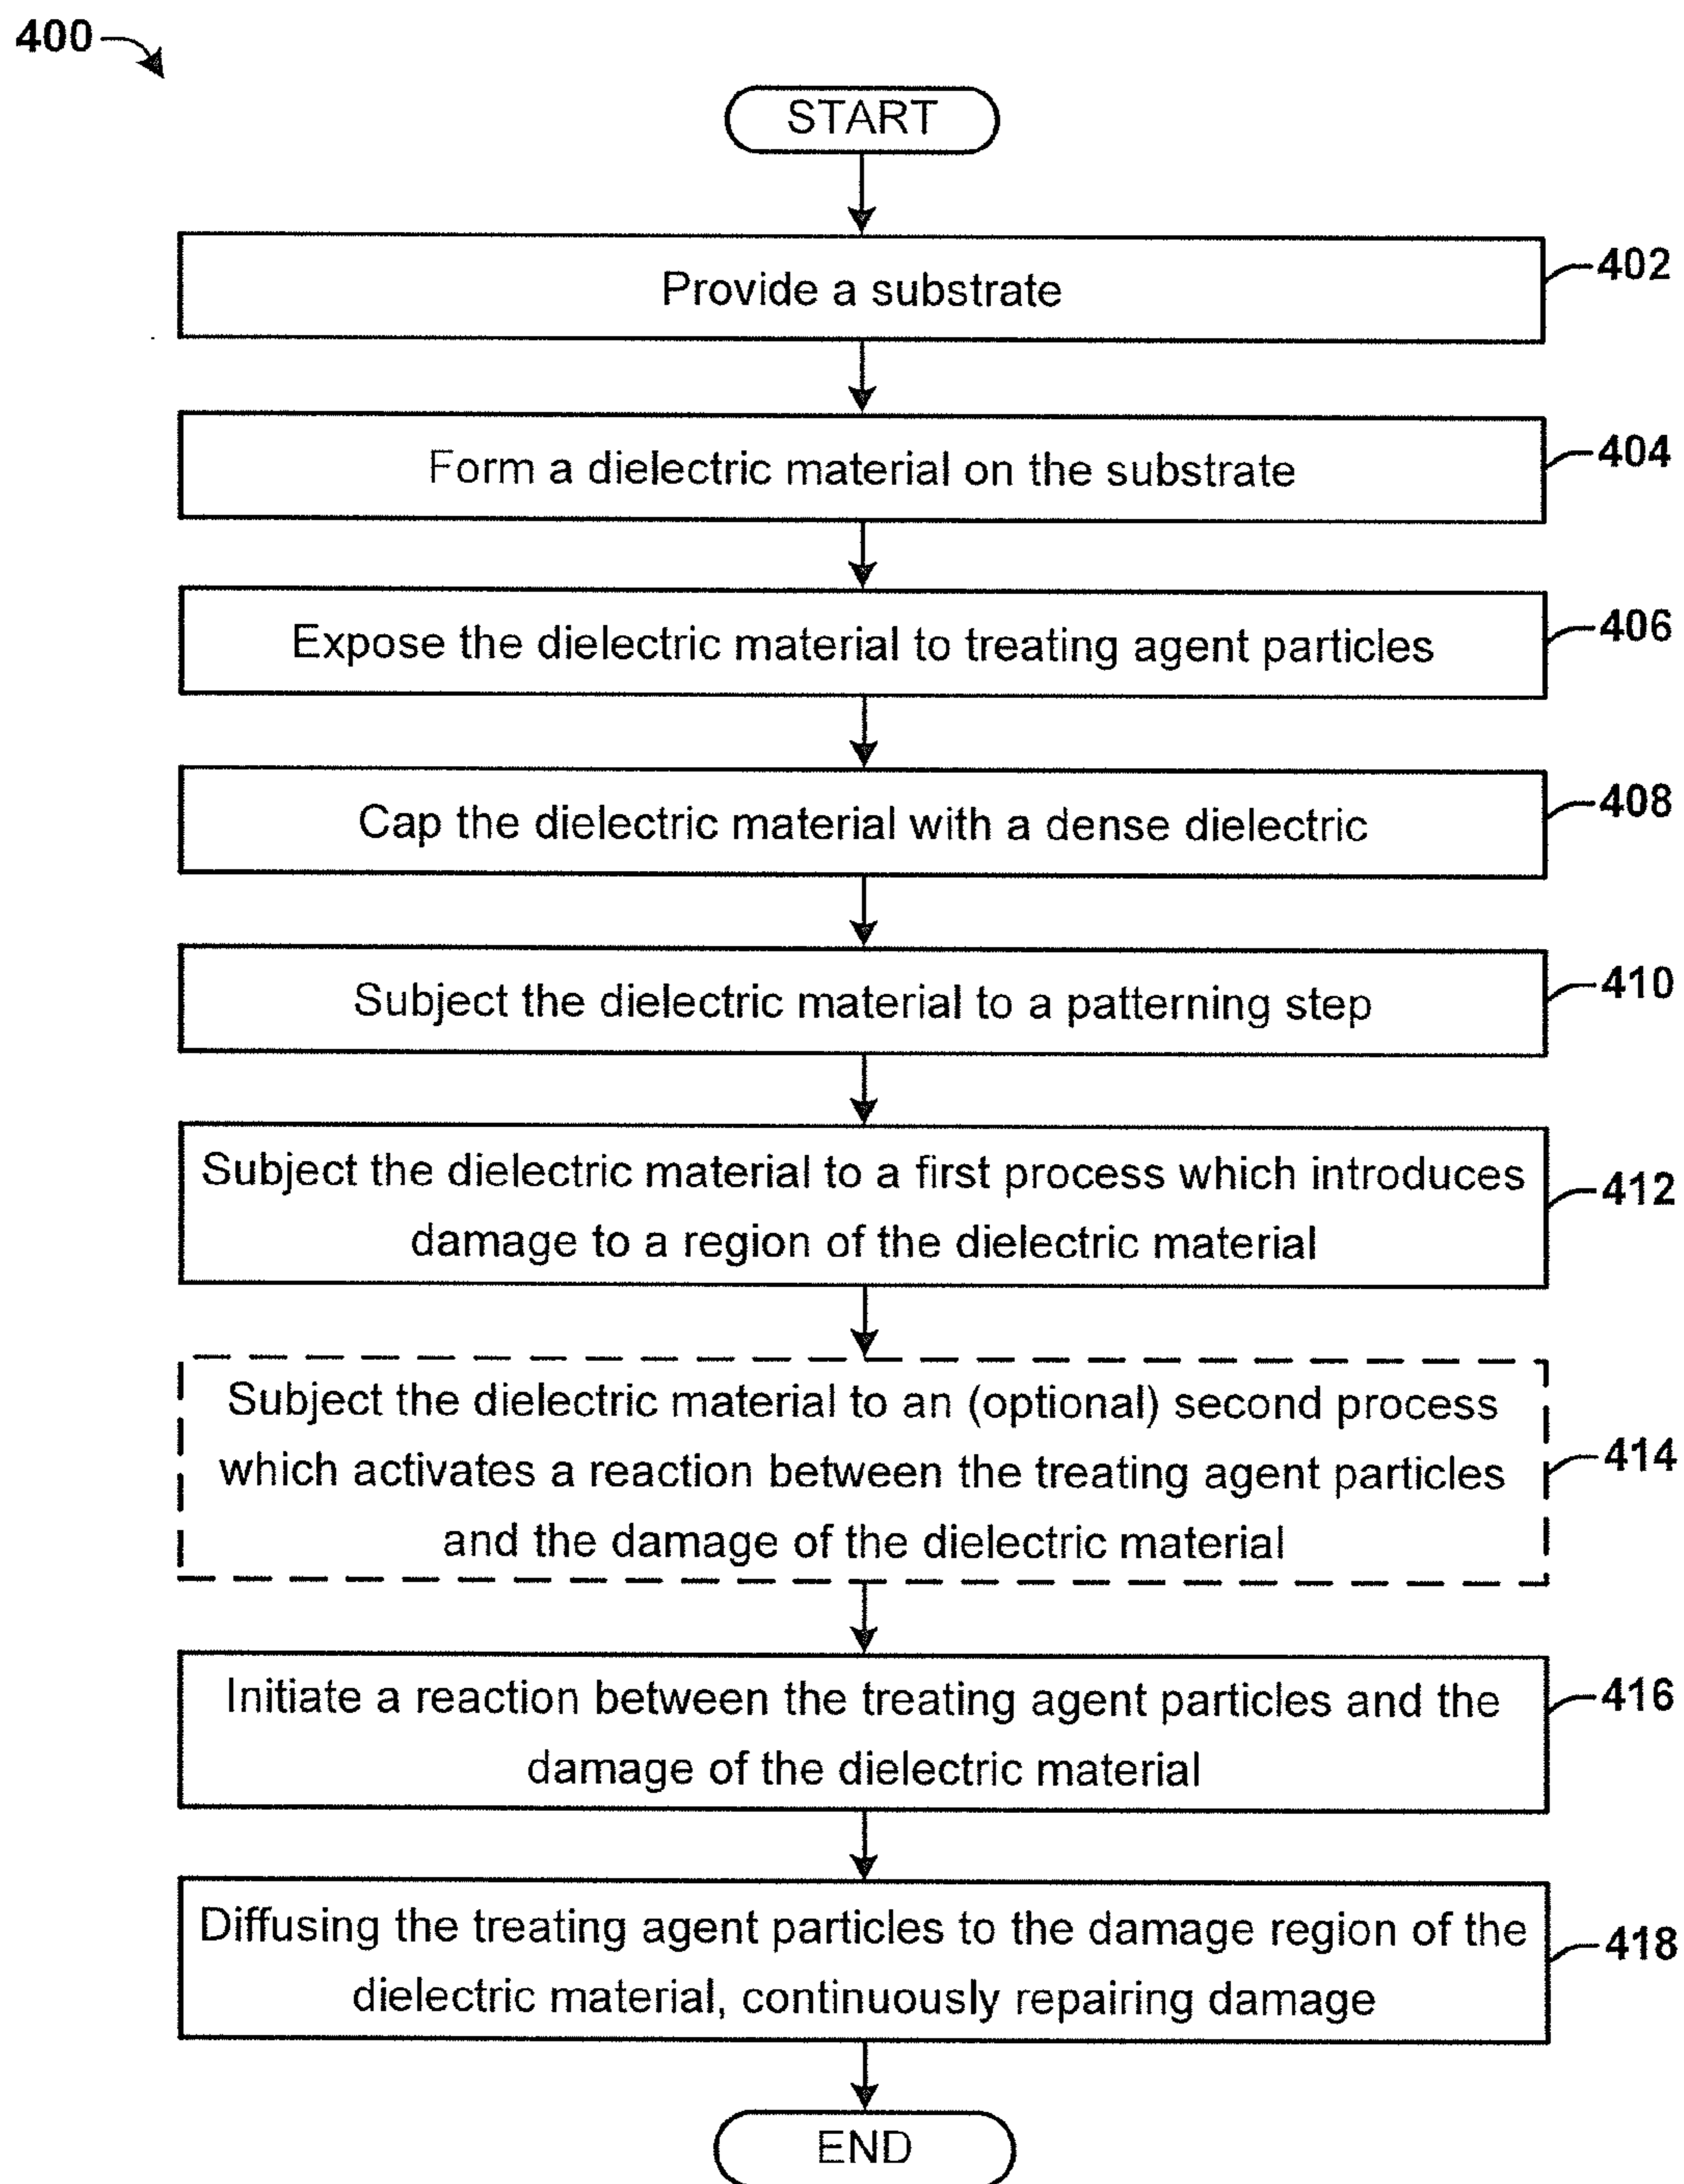 400
START
Provide a substrate
402
Form a dielectric material on the substrate
404
Expose the dielectric material to treating agent particles
406
Cap the dielectric material with a dense dielectric
408
Subject the dielectric material to a patterning step
410
Subject the dielectric material to a first process which introduces
damage to a region of the dielectric material
412
Subject the dielectric material to an (optional) second process
which activates a reaction between the treating agent particles
and the damage of the dielectric material
414
Initiate a reaction between the treating agent particles and the
damage of the dielectric material
416
Diffusing the treating agent particles to the damage region of the
dielectric material, continuously repairing damage
418
END